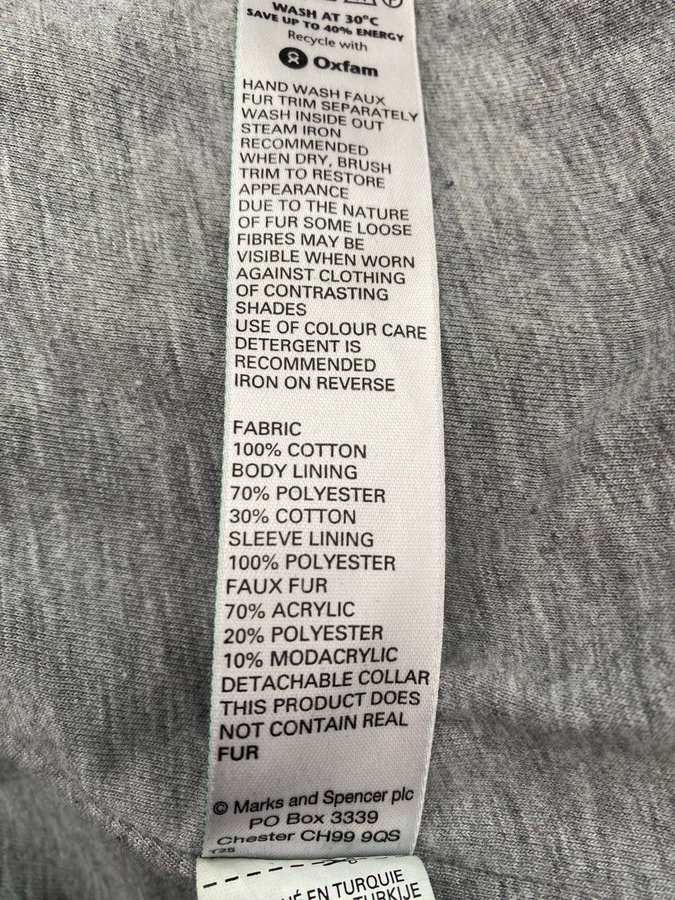 WASH AT 30°C
SAVE UP TO 40% ENERGY
Recycle with
Oxfam
HAND WASH FAUX
FUR TRIM SEPARATELY
WASH INSIDE OUT
STEAM IRON
RECOMMENDED
WHEN DRY, BRUSH
TRIM TO RESTORE
APPEARANCE
DUE TO THE NATURE
OF FUR SOME LOOSE
FIBRES MAY BE
VISIBLE WHEN WORN
AGAINST CLOTHING
OF CONTRASTING
SHADES
USE OF COLOUR CARE
DETERGENT IS
RECOMMENDED
IRON ON REVERSE
FABRIC
100% COTTON
BODY LINING
70% POLYESTER
30% COTTON
SLEEVE LINING
100% POLYESTER
FAUX FUR
70% ACRYLIC
20% POLYESTER
10% MODACRYLIC
DETACHABLE COLLAR
THIS PRODUCT DOES
NOT CONTAIN REAL
FUR
© Marks and Spencer plc
PO Box 3339
Chester CH99 9QS
T25
EN TURQUIE